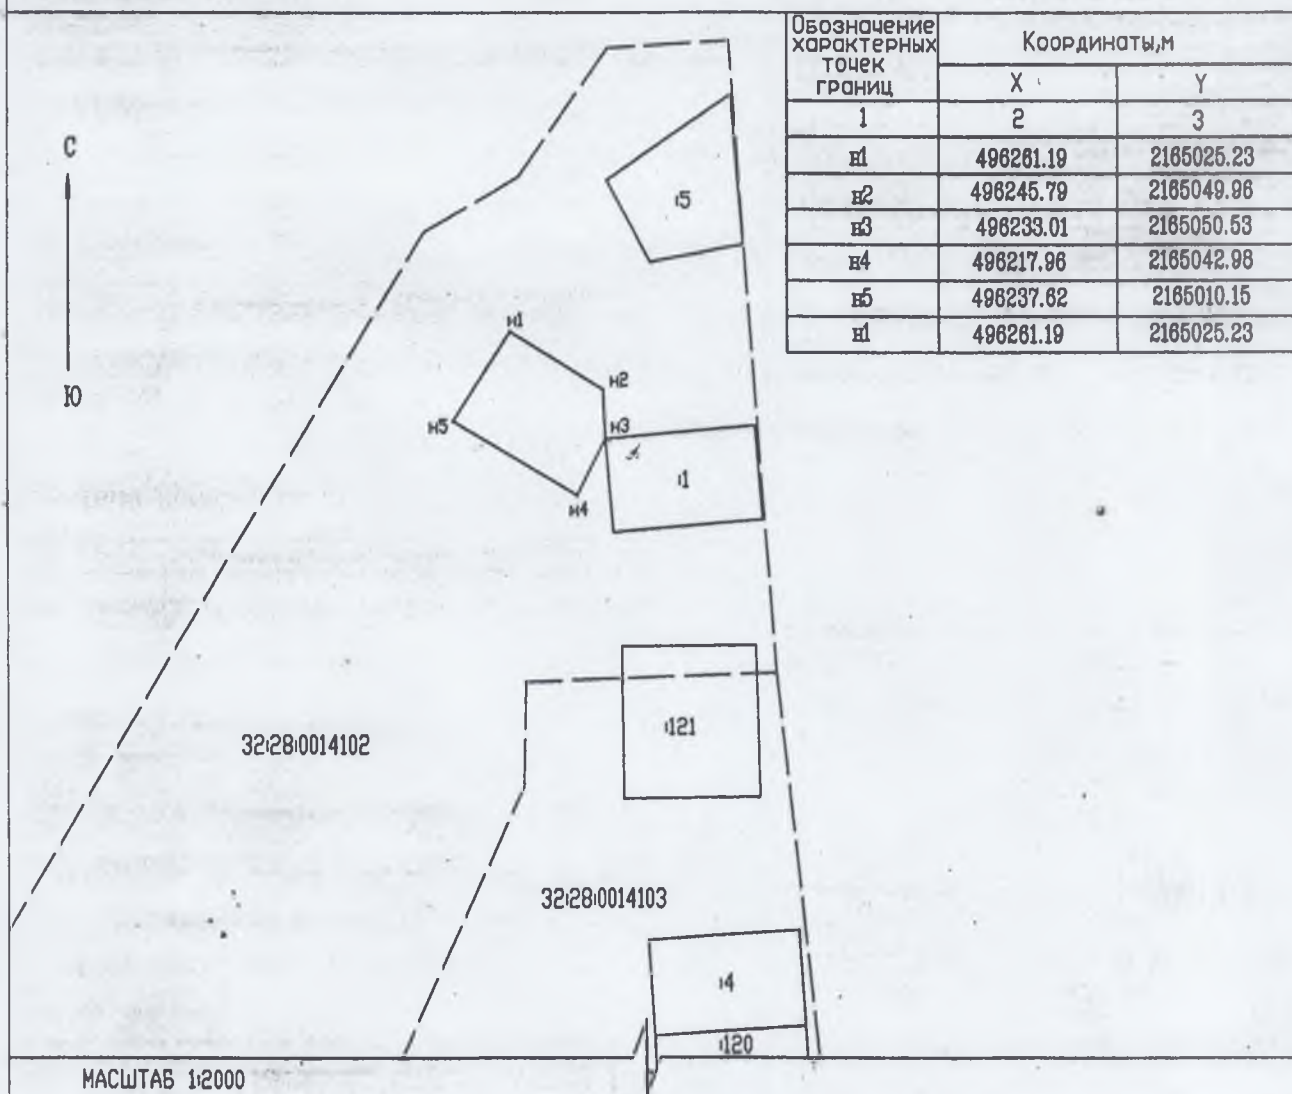 Обозначение характерных точек границ
Координаты,м
X
Y
1
2
3
н1
496261.19
2165025.23
н2
496245.79
2165049.96
н3
496233.01
2165050.53
н4
496217.96
2165042.98
н5
496237.62
2165010.15
н1
496261.19
2165025.23
С
Ю
:5
н1
н2
н3
н5
н4
:1
:121
32:28:0014102
32:28:0014103
:4
:120
МАСШТАБ 1:2000